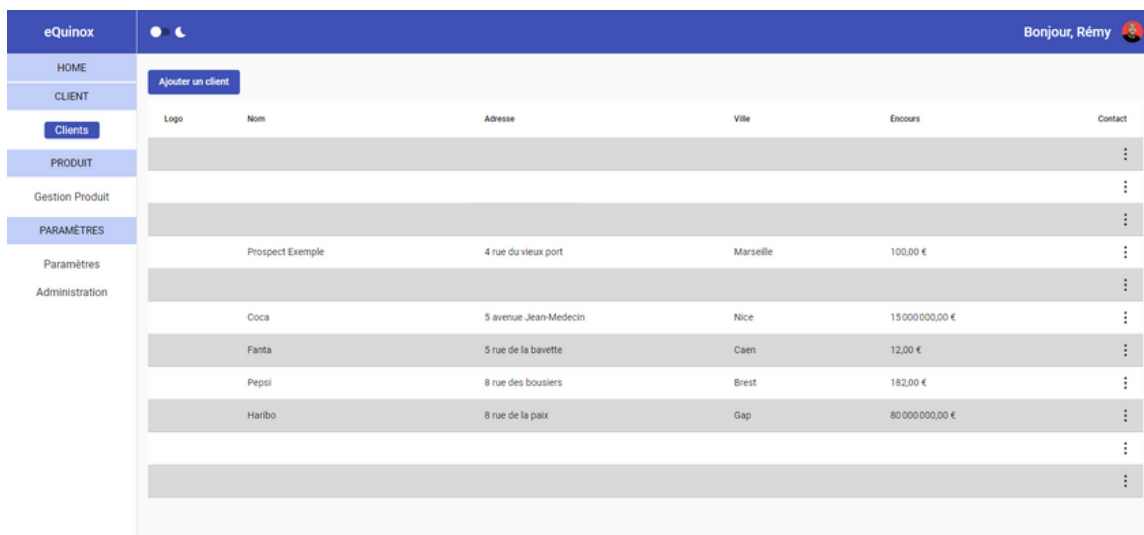 eQuinox
Bonjour, Rémy
HOME
CLIENT
Clients
PRODUIT
Gestion Produit
PARAMÈTRES
Paramètres
Administration
Ajouter un client
Logo Nom Adresse Ville Encours Contact
Prospect Exemple 4 rue du vieux port Marseille 100,00 €
Coca 5 avenue Jean-Medecin Nice 15 000 000,00 €
Fanta 5 rue de la bavette Caen 12,00 €
Pepsi 8 rue des bousiers Brest 182,00 €
Haribo 8 rue de la paix Gap 80 000 000,00 €